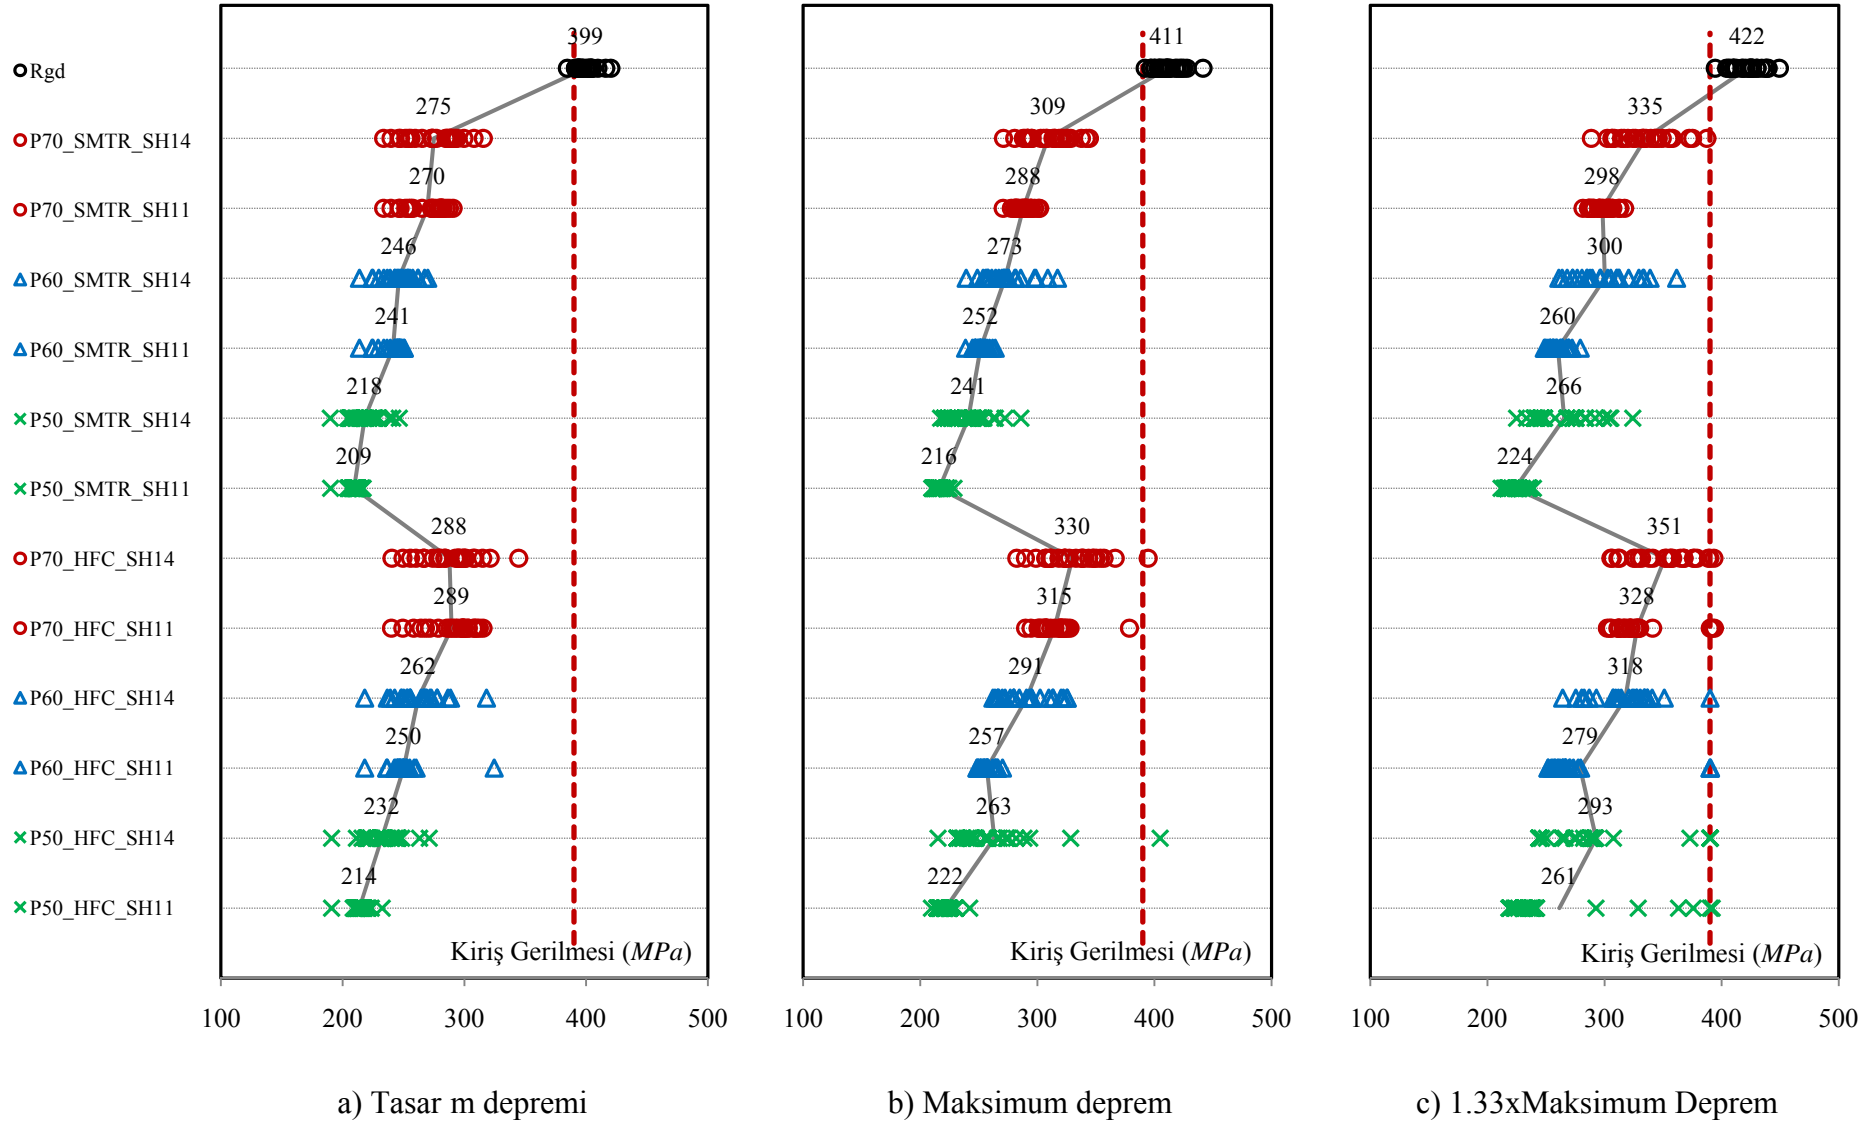 399
411
422
Rgd
275
309
335
P70_SMTR_SH14
270
288
298
P70_SMTR_SH11
246
273
300
P60_SMTR_SH14
241
252
260
P60_SMTR_SH11
218
241
266
P50_SMTR_SH14
209
216
224
P50_SMTR_SH11
288
330
351
P70_HFC_SH14
289
315
328
P70_HFC_SH11
262
291
318
P60_HFC_SH14
250
257
279
P60_HFC_SH11
232
263
293
P50_HFC_SH14
214
222
261
P50_HFC_SH11
Kiriş Gerilmesi (MPa)
Kiriş Gerilmesi (MPa)
Kiriş Gerilmesi (MPa)
100 200 300 400 500
100 200 300 400 500
100 200 300 400 500
a) Tasar m depremi
b) Maksimum deprem
c) 1.33xMaksimum Deprem